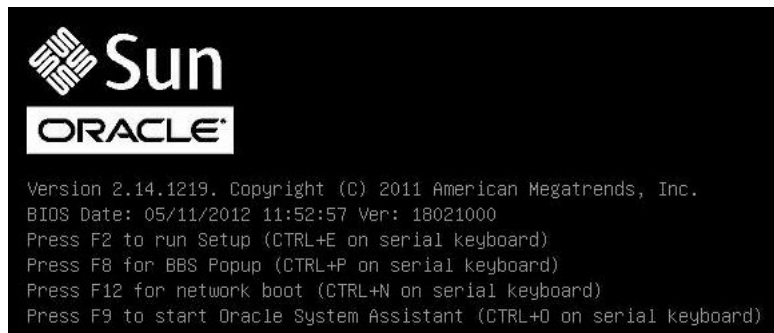 Sun
ORACLE®
Version 2.14.1219. Copyright (C) 2011 American Megatrends, Inc.
BIOS Date: 05/11/2012 11:52:57 Ver: 18021000
Press F2 to run Setup (CTRL+E on serial keyboard)
Press F8 for BBS Popup (CTRL+P on serial keyboard)
Press F12 for network boot (CTRL+N on serial keyboard)
Press F9 to start Oracle System Assistant (CTRL+O on serial keyboard)